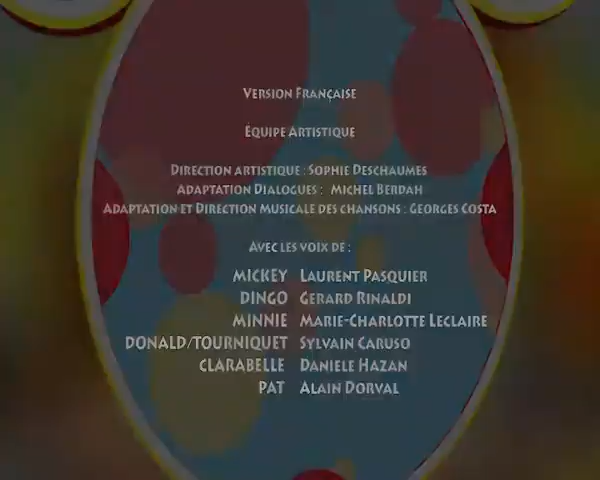 Version Française
Equipe Artistique
Direction artistique : Sophie Deschaumes
Adaptation Dialogues : Michel Berdah
Adaptation et Direction Musicale des chansons : Georges Costa
Avec les voix de :
MICKEY Laurent Pasquier
DINGO Gerard Rinaldi
MINNIE Marie-Charlotte Leclaire
DONALD/TOURNIQUET Sylvain Caruso
CLARABELLE Daniele Hazan
PAT Alain Dorval